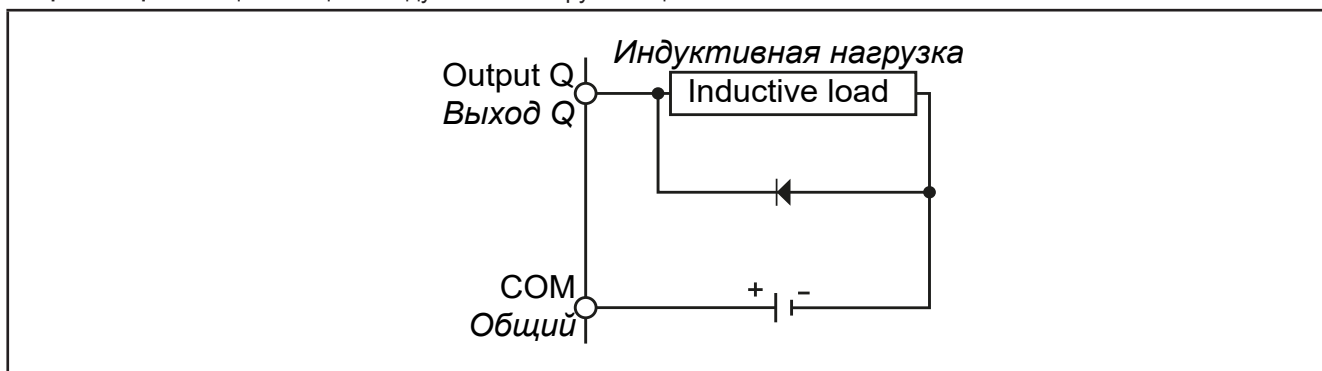 Индуктивная нагрузка
Output Q
Inductive load
Выход Q
COM
+ −
Общий